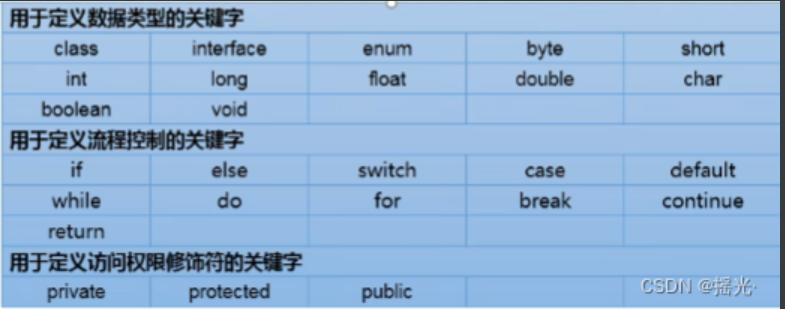 用于定义数据类型的关键字
class interface enum byte short
int long float double char
boolean void
用于定义流程控制的关键字
if else switch case default
while do for break continue
return
用于定义访问权限修饰符的关键字
private protected public
CSDN @摇光·